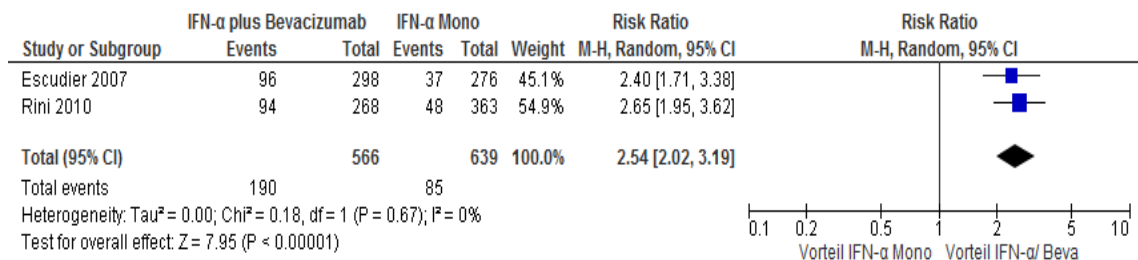 IFN-α plus Bevacizumab IFN-α Mono Risk Ratio Risk Ratio
Study or Subgroup Events Total Events Total Weight M-H, Random, 95% CI M-H, Random, 95% CI
Escudier 2007 96 298 37 276 45.1% 2.40 [1.71, 3.38]
Rini 2010 94 268 48 363 54.9% 2.65 [1.95, 3.62]
Total (95% CI) 566 639 100.0% 2.54 [2.02, 3.19]
Total events 190 85
Heterogeneity: Tau² = 0.00; Chi² = 0.18, df = 1 (P = 0.67); I² = 0%
Test for overall effect: Z = 7.95 (P < 0.00001)
0.1 0.2 0.5 1 2 5 10
Vorteil IFN-α Mono Vorteil IFN-α/ Beva